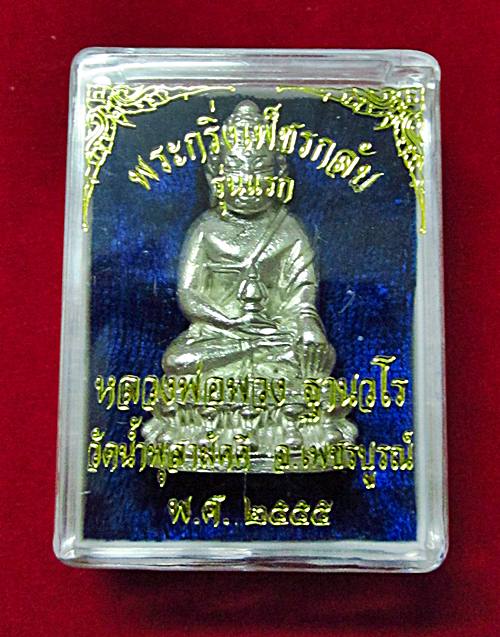 พระกริ่งเพ็ชรกลับ
รุ่นแรก
หลวงพ่อพวง ฐานวโร
วัดน้ำพุสามัคคี อ.เพชรบูรณ์
พ.ศ. ๒๕๕๕